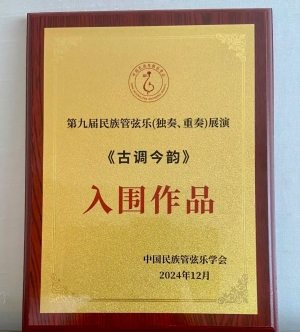 第九届民族管弦乐(独奏、重奏)展演
《古调今韵》
入围作品
中国民族管弦乐学会
2024年12月